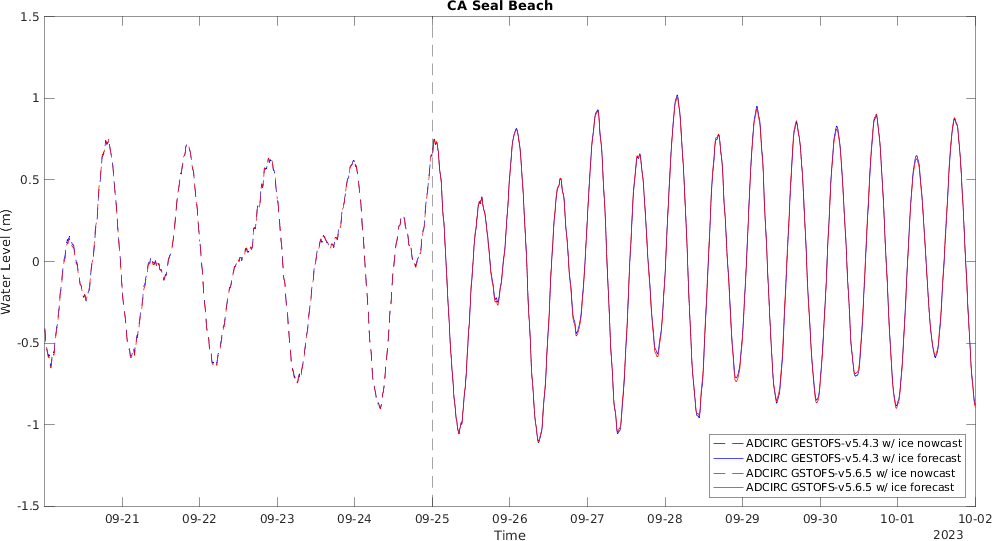 CA Seal Beach
1.5
1
0.5
0
-0.5
-1
-1.5
Water Level (m)
09-21 09-22 09-23 09-24 09-25 09-26 09-27 09-28 09-29 09-30 10-01 10-02
2023
Time
ADCIRC GESTOFS-v5.4.3 w/ ice nowcast
ADCIRC GESTOFS-v5.4.3 w/ ice forecast
ADCIRC GSTOFS-v5.6.5 w/ ice nowcast
ADCIRC GSTOFS-v5.6.5 w/ ice forecast